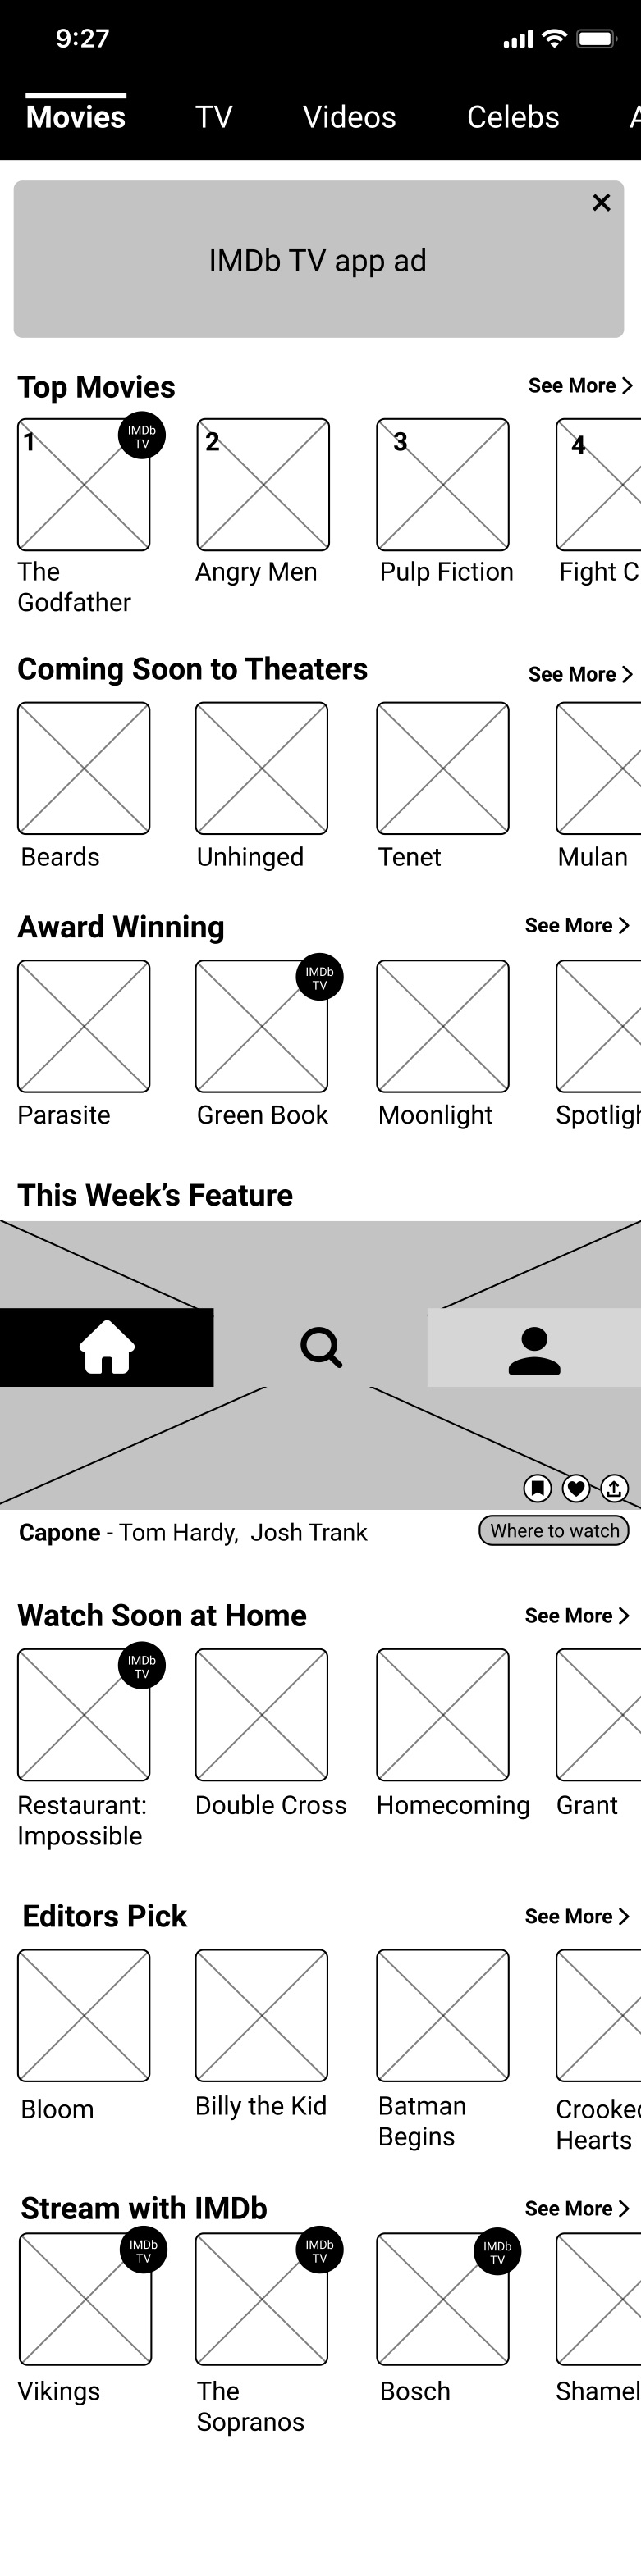 9:27
Movies TV Videos Celebs A
IMDb TV app ad
Top Movies See More
1 IMDb TV 2 3 4
The Godfather Angry Men Pulp Fiction Fight C
Coming Soon to Theaters See More
Beards Unhinged Tenet Mulan
Award Winning See More
IMDb TV
Parasite Green Book Moonlight Spotligh
This Week’s Feature
Capone - Tom Hardy, Josh Trank Where to watch
Watch Soon at Home See More
IMDb TV
Restaurant: Impossible Double Cross Homecoming Grant
Editors Pick See More
Bloom Billy the Kid Batman Begins Crooked Hearts
Stream with IMDb See More
IMDb TV IMDb TV IMDb TV
Vikings The Sopranos Bosch Shamel